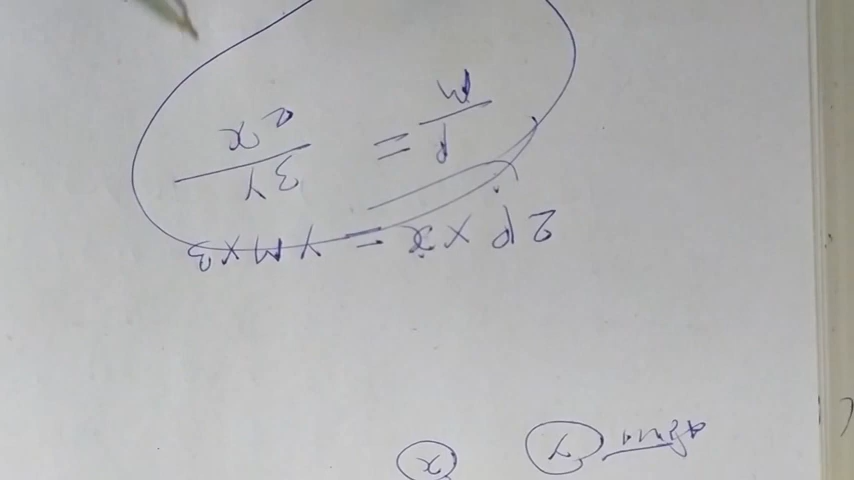 Y x
2P × x = YM × 3
P/M = 3Y/2x